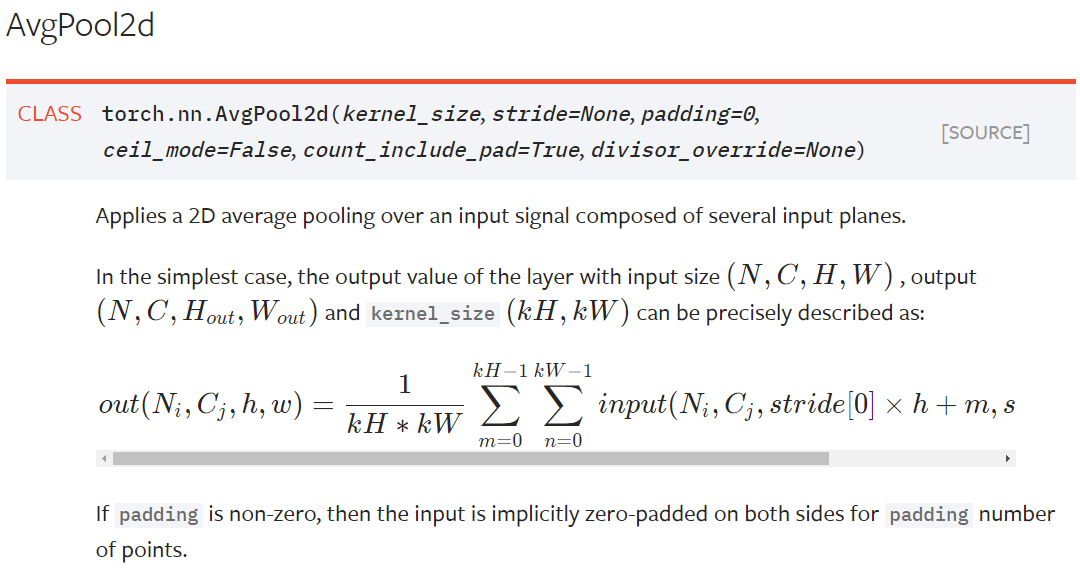 AvgPool2d
CLASS torch.nn.AvgPool2d(kernel_size, stride=None, padding=0,
[SOURCE]
ceil_mode=False, count_include_pad=True, divisor_override=None)
Applies a 2D average pooling over an input signal composed of several input planes.
In the simplest case, the output value of the layer with input size (N, C, H, W) , output
(N, C, H_{out}, W_{out}) and kernel_size (kH, kW) can be precisely described as:
out(N_i, C_j, h, w) = \frac{1}{kH * kW} \sum_{m=0}^{kH-1} \sum_{n=0}^{kW-1} input(N_i, C_j, stride[0] × h + m, s
If padding is non-zero, then the input is implicitly zero-padded on both sides for padding number
of points.